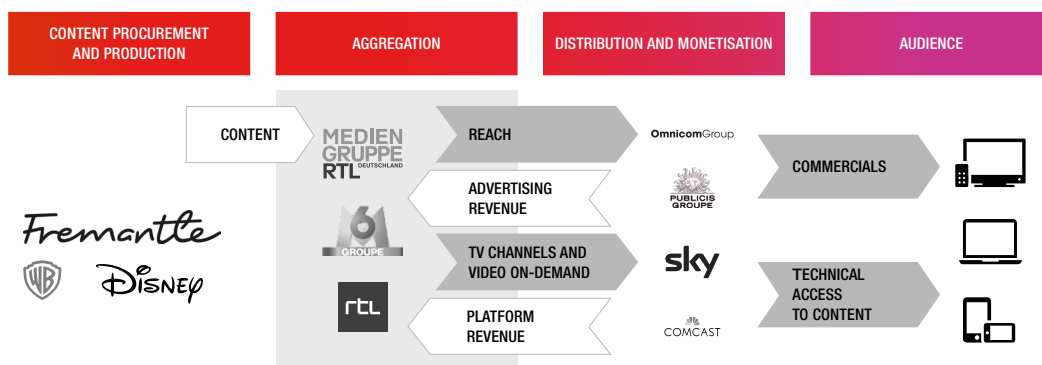 CONTENT PROCUREMENT
AND PRODUCTION
AGGREGATION
DISTRIBUTION AND MONETISATION
AUDIENCE
CONTENT
MEDIEN
GRUPPE
RTL DEUTSCHLAND
REACH
OmnicomGroup
COMMERCIALS
ADVERTISING
REVENUE
PUBLICIS
GROUPE
Fremantle
WB
DISNEY
6
GROUPE
TV CHANNELS AND
VIDEO ON-DEMAND
sky
TECHNICAL
ACCESS
TO CONTENT
rtl
PLATFORM
REVENUE
COMCAST